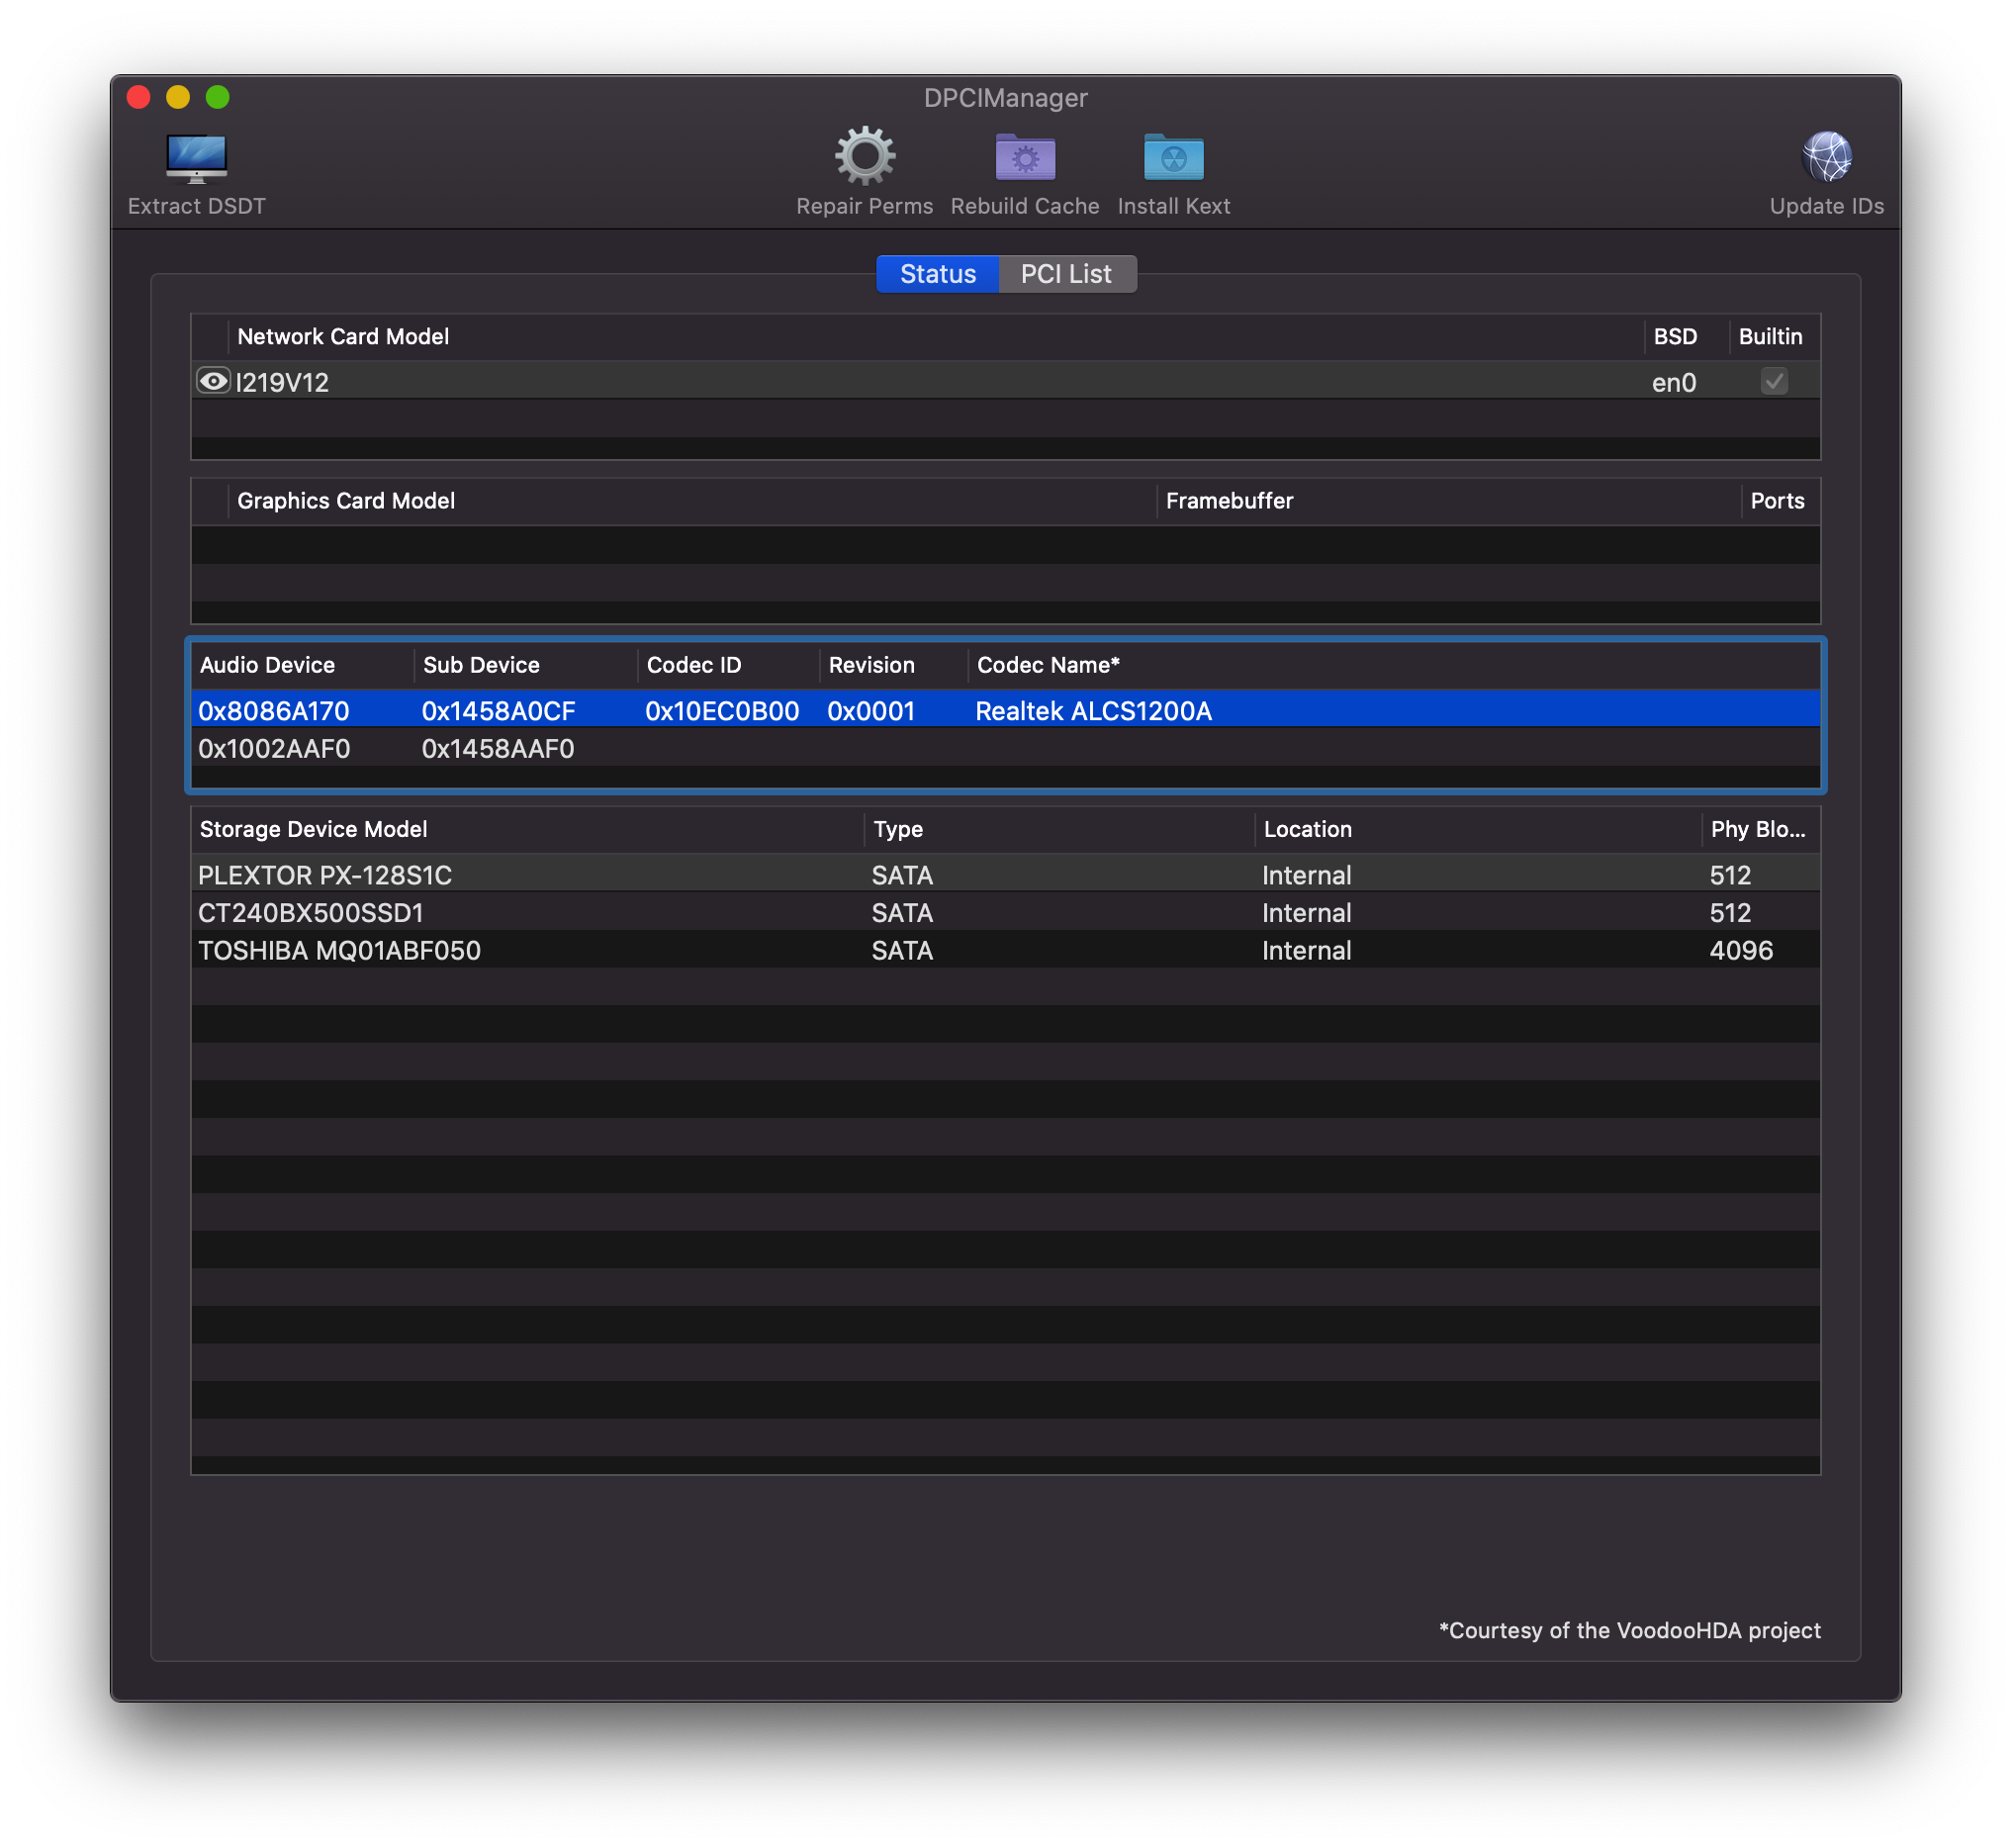 DPCIManager
Extract DSDT
Repair Perms
Rebuild Cache
Install Kext
Update IDs
Status
PCI List
Network Card Model BSD Builtin
I219V12 en0
Graphics Card Model Framebuffer Ports
Audio Device Sub Device Codec ID Revision Codec Name*
0x8086A170 0x1458A0CF 0x10EC0B00 0x0001 Realtek ALCS1200A
0x1002AAF0 0x1458AAF0
Storage Device Model Type Location Phy Blo...
PLEXTOR PX-128S1C SATA Internal 512
CT240BX500SSD1 SATA Internal 512
TOSHIBA MQ01ABF050 SATA Internal 4096
*Courtesy of the VoodooHDA project